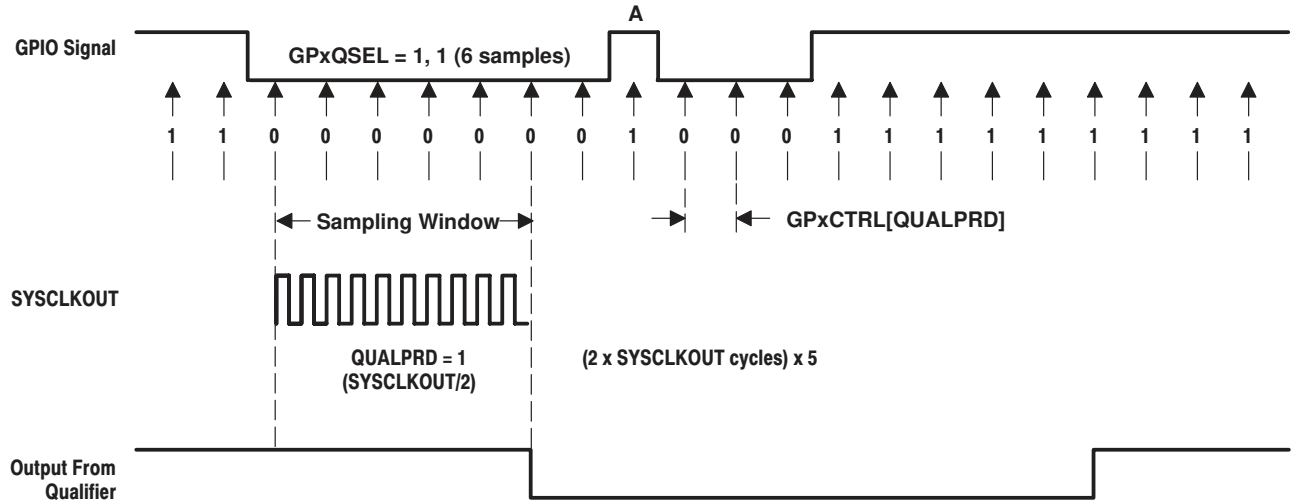 A
GPIO Signal
GPxQSEL = 1, 1 (6 samples)
1 1 0 0 0 0 0 0 0 1 0 0 0 1 1 1 1 1 1 1 1 1
Sampling Window
GPxCTRL[QUALPRD]
SYSCLKOUT
QUALPRD = 1
(SYSCLKOUT/2)
(2 x SYSCLKOUT cycles) x 5
Output From
Qualifier